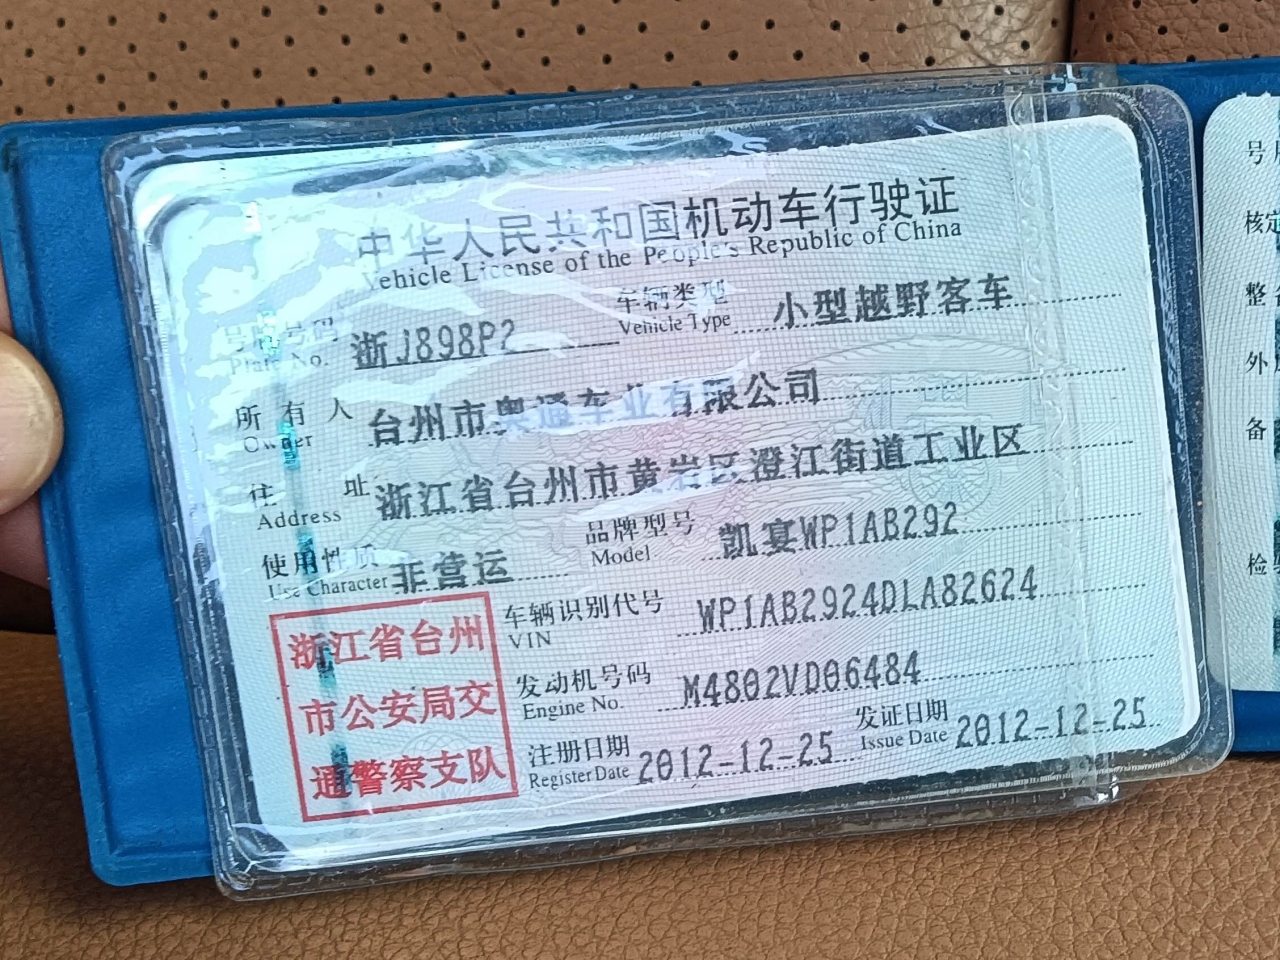 中华人民共和国机动车行驶证
Vehicle License of the People's Republic of China
号牌号码 浙J898P2 车辆类型 小型越野客车
Plate No. Vehicle Type
所有人 台州市奥通车业有限公司
Owner
住址 浙江省台州市黄岩区澄江街道工业区
Address
使用性质 非营运 品牌型号 凯宴WP1AB292
Use Character Model
车辆识别代号 WP1AB2924DLA82624
VIN
发动机号码 M4802VD06484
Engine No.
注册日期 2012-12-25 发证日期 2012-12-25
Register Date Issue Date
浙江省台州
市公安局交
通警察支队
号
核定
整
外
备
检